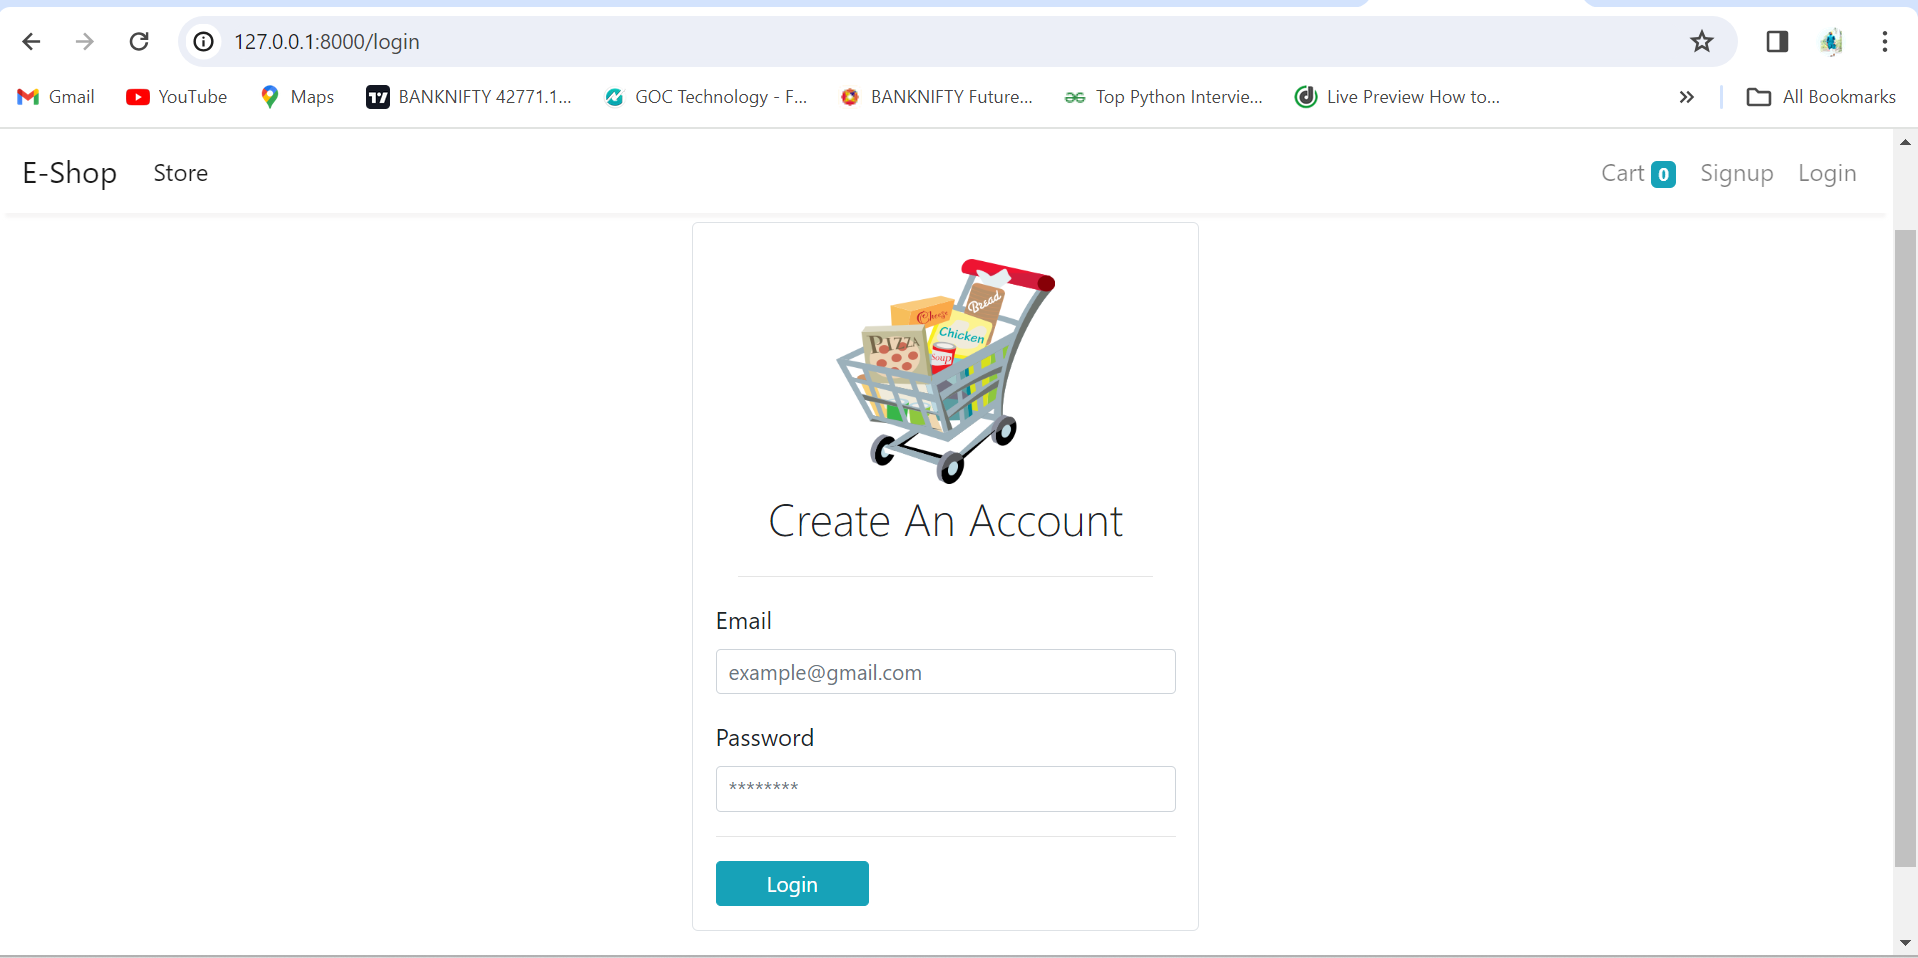 127.0.0.1:8000/login
Gmail YouTube Maps BANKNIFTY 42771.1... GOC Technology - F... BANKNIFTY Future... Top Python Intervie... Live Preview How to... All Bookmarks
E-Shop Store Cart 0 Signup Login
Bread
Chicken
PIZZA
Soup
Create An Account
Email
example@gmail.com
Password
********
Login